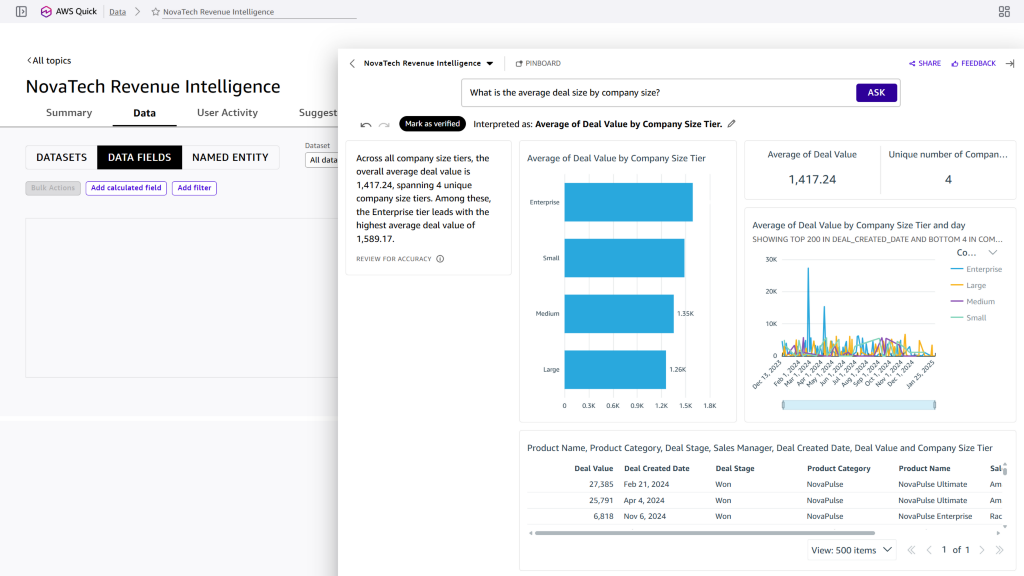 AWS Quick
Data
NovaTech Revenue Intelligence
All topics
NovaTech Revenue Intelligence
Summary
Data
User Activity
Suggest
DATASETS
DATA FIELDS
NAMED ENTITY
Dataset
All data
Bulk Actions
Add calculated field
Add filter
NovaTech Revenue Intelligence
PINBOARD
SHARE
FEEDBACK
What is the average deal size by company size?
ASK
Mark as verified
Interpreted as: Average of Deal Value by Company Size Tier.
Across all company size tiers, the
overall average deal value is
1,417.24, spanning 4 unique
company size tiers. Among these,
the Enterprise tier leads with the
highest average deal value of
1,589.17.
REVIEW FOR ACCURACY
Average of Deal Value by Company Size Tier
Enterprise
Small
Medium
1.35K
Large
1.26K
0 0.3K 0.6K 0.9K 1.2K 1.5K 1.8K
Average of Deal Value
1,417.24
Unique number of Compan...
4
Average of Deal Value by Company Size Tier and day
SHOWING TOP 200 IN DEAL_CREATED_DATE AND BOTTOM 4 IN COM...
Co...
Enterprise
Large
Medium
Small
30K
20K
10K
0
Dec 13, 2023
Feb 1, 2024
Mar 1, 2024
Apr 1, 2024
May 1, 2024
Jun 1, 2024
Jul 1, 2024
Aug 1, 2024
Sep 1, 2024
Oct 1, 2024
Nov 1, 2024
Dec 1, 2024
Jan 25, 2025
Product Name, Product Category, Deal Stage, Sales Manager, Deal Created Date, Deal Value and Company Size Tier
Deal Value Deal Created Date Deal Stage Product Category Product Name Sal
27,385 Feb 21, 2024 Won NovaPulse NovaPulse Ultimate Am
25,791 Apr 4, 2024 Won NovaPulse NovaPulse Ultimate Am
6,818 Nov 6, 2024 Won NovaPulse NovaPulse Enterprise Rac
View: 500 items
1 of 1